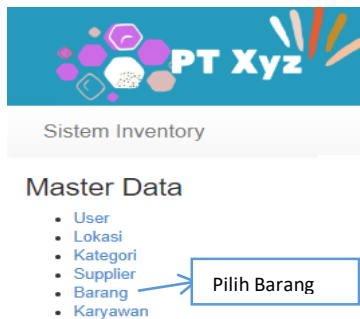 PT Xyz
Sistem Inventory
Master Data
User
Lokasi
Kategori
Supplier
Barang
Pilih Barang
Karyawan